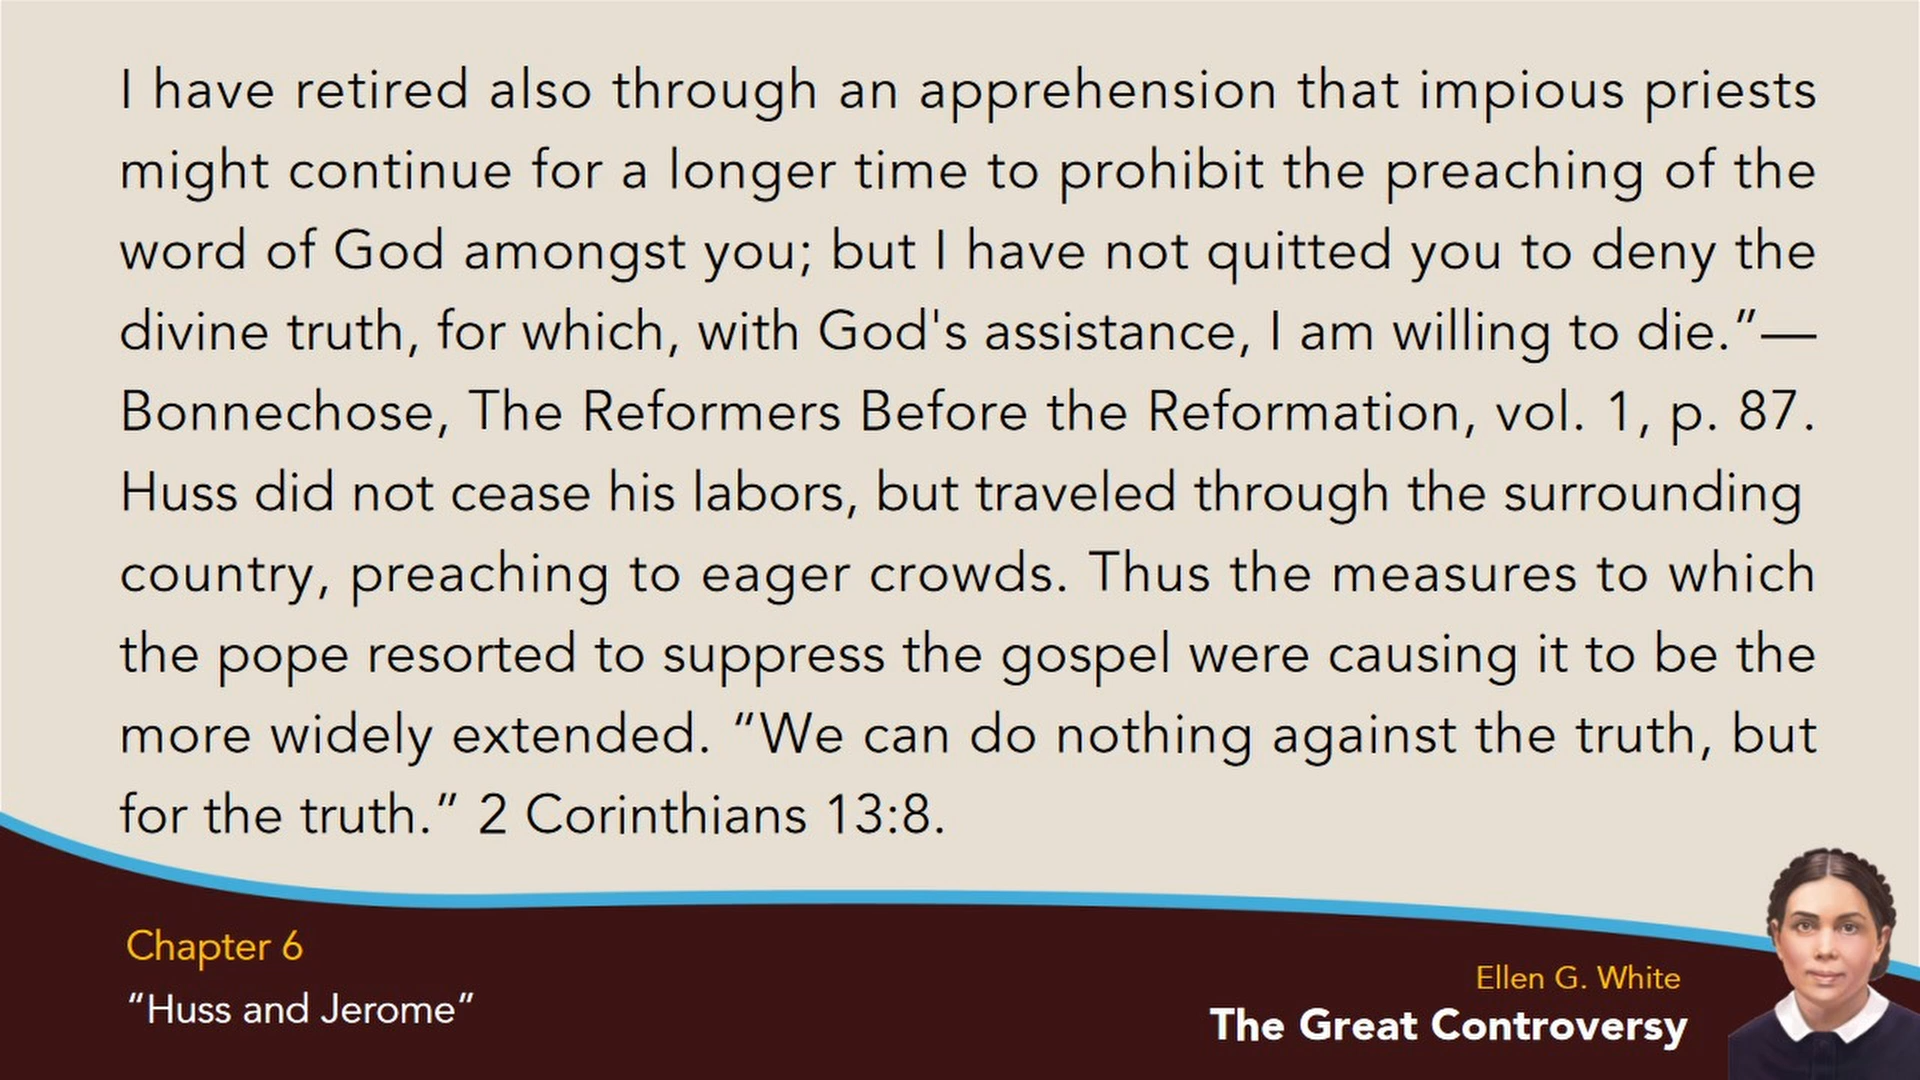 I have retired also through an apprehension that impious priests
might continue for a longer time to prohibit the preaching of the
word of God amongst you; but I have not quitted you to deny the
divine truth, for which, with God's assistance, I am willing to die.”—
Bonnechose, The Reformers Before the Reformation, vol. 1, p. 87.
Huss did not cease his labors, but traveled through the surrounding
country, preaching to eager crowds. Thus the measures to which
the pope resorted to suppress the gospel were causing it to be the
more widely extended. “We can do nothing against the truth, but
for the truth.” 2 Corinthians 13:8.
Chapter 6
“Huss and Jerome”
Ellen G. White
The Great Controversy